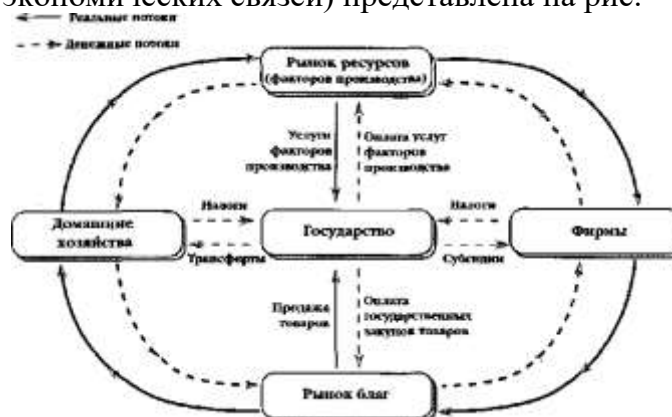 экономических связей) представлена на рис.
Реальные потоки
Денежные потоки
Рынок ресурсов
(факторов производства)
Услуги
факторов
производства
Оплата услуг
факторов
производства
Налоги
Налоги
Домашние
хозяйства
Государство
Фирмы
Трансферты
Субсидии
Продажа
товаров
Оплата
государственных
закупок товаров
Рынок благ